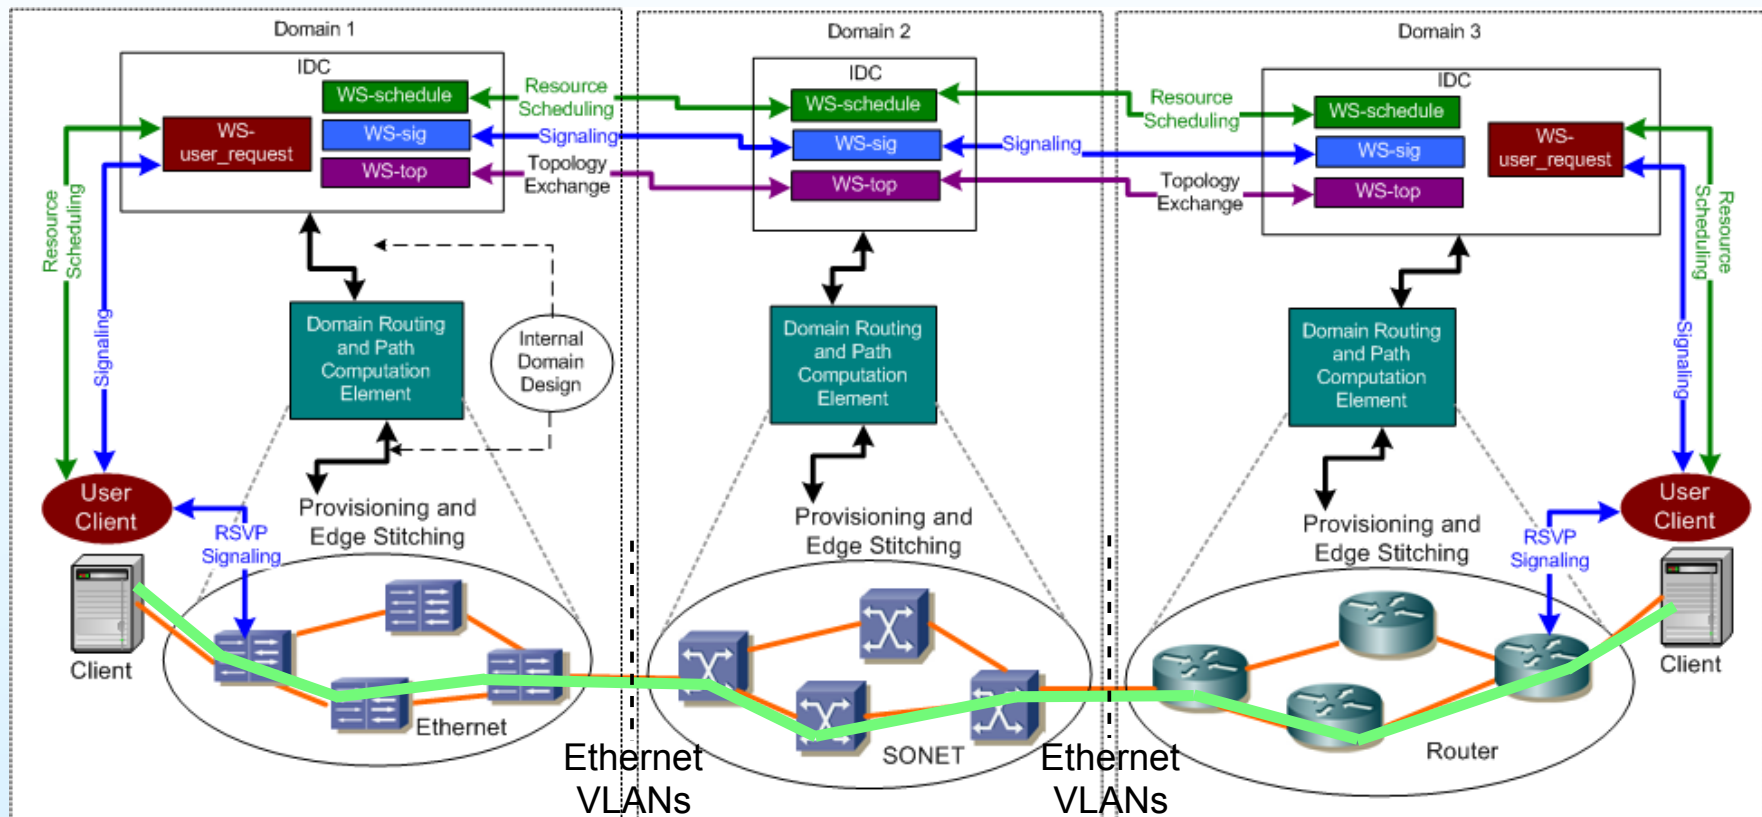 Domain 1
IDC
WS-schedule
WS-sig
WS-top
WS-
user_request
Resource
Scheduling
Signaling
Topology
Exchange
Resource
Scheduling
Signaling
Domain Routing
and Path
Computation
Element
Internal
Domain
Design
Provisioning and
Edge Stitching
User
Client
RSVP
Signaling
Client
Ethernet
Ethernet
VLANs
Domain 2
IDC
WS-schedule
WS-sig
WS-top
Resource
Scheduling
Signaling
Topology
Exchange
Domain Routing
and Path
Computation
Element
Provisioning and
Edge Stitching
SONET
Ethernet
VLANs
Domain 3
IDC
WS-schedule
WS-sig
WS-top
WS-
user_request
Resource
Scheduling
Signaling
Domain Routing
and Path
Computation
Element
Provisioning and
Edge Stitching
User
Client
RSVP
Signaling
Client
Router